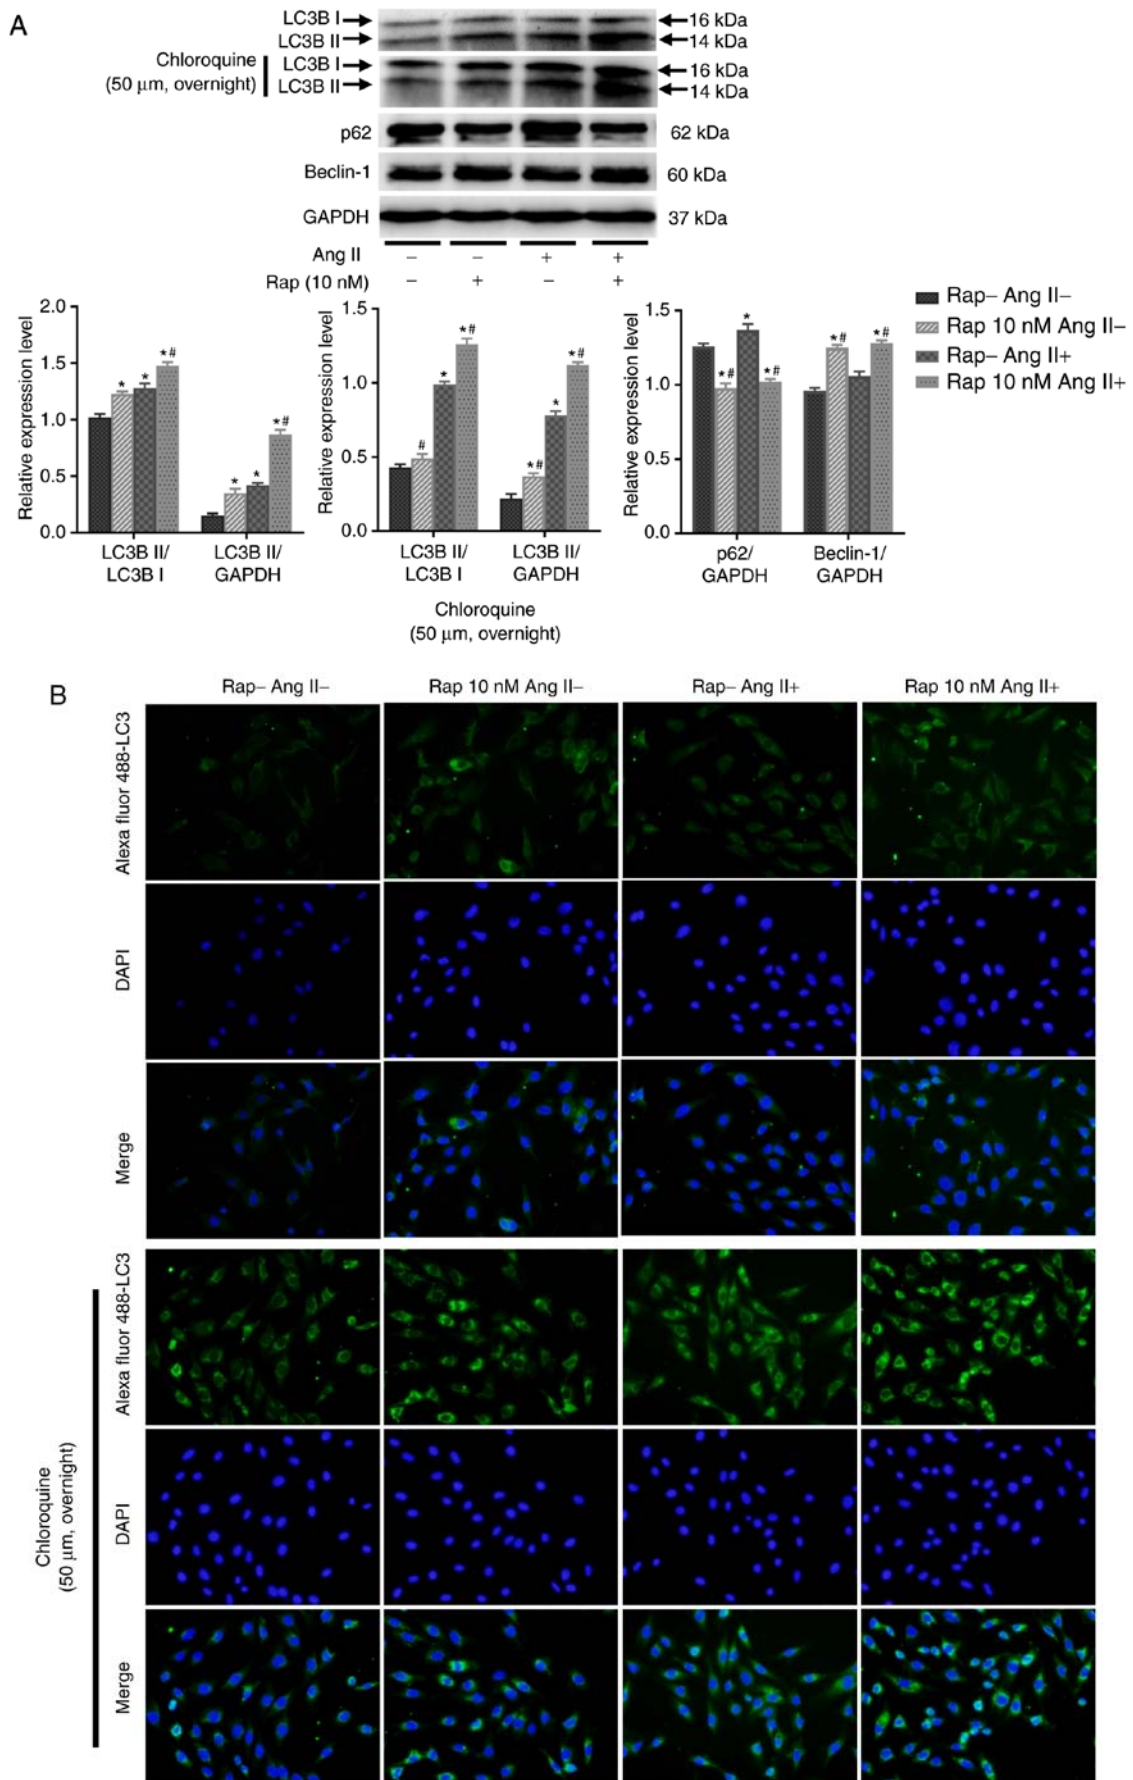 A
LC3B I
16 kDa
LC3B II
14 kDa
Chloroquine
(50 µm, overnight)
LC3B I
16 kDa
LC3B II
14 kDa
p62
62 kDa
Beclin-1
60 kDa
GAPDH
37 kDa
Ang II − − + +
Rap (10 nM) − + − +
Relative expression level
2.0
1.5
1.0
0.5
0.0
* * *#
* * *#
LC3B II/
LC3B I
LC3B II/
GAPDH
Relative expression level
1.5
1.0
0.5
0.0
# * *#
*# * *#
LC3B II/
LC3B I
LC3B II/
GAPDH
Chloroquine
(50 µm, overnight)
Relative expression level
1.5
1.0
0.5
0.0
*# * *#
*# *#
p62/
GAPDH
Beclin-1/
GAPDH
Rap− Ang II−
Rap 10 nM Ang II−
Rap− Ang II+
Rap 10 nM Ang II+
B
Rap− Ang II− Rap 10 nM Ang II− Rap− Ang II+ Rap 10 nM Ang II+
Alexa fluor 488-LC3
DAPI
Merge
Chloroquine
(50 µm, overnight)
Alexa fluor 488-LC3
DAPI
Merge